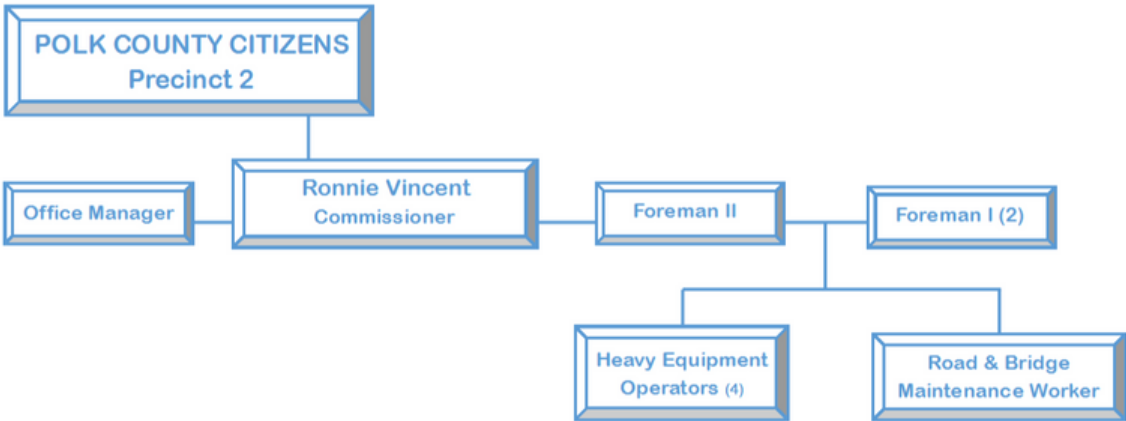 POLK COUNTY CITIZENS
Precinct 2
Ronnie Vincent
Commissioner
Office Manager
Foreman II
Foreman I (2)
Heavy Equipment
Operators (4)
Road & Bridge
Maintenance Worker